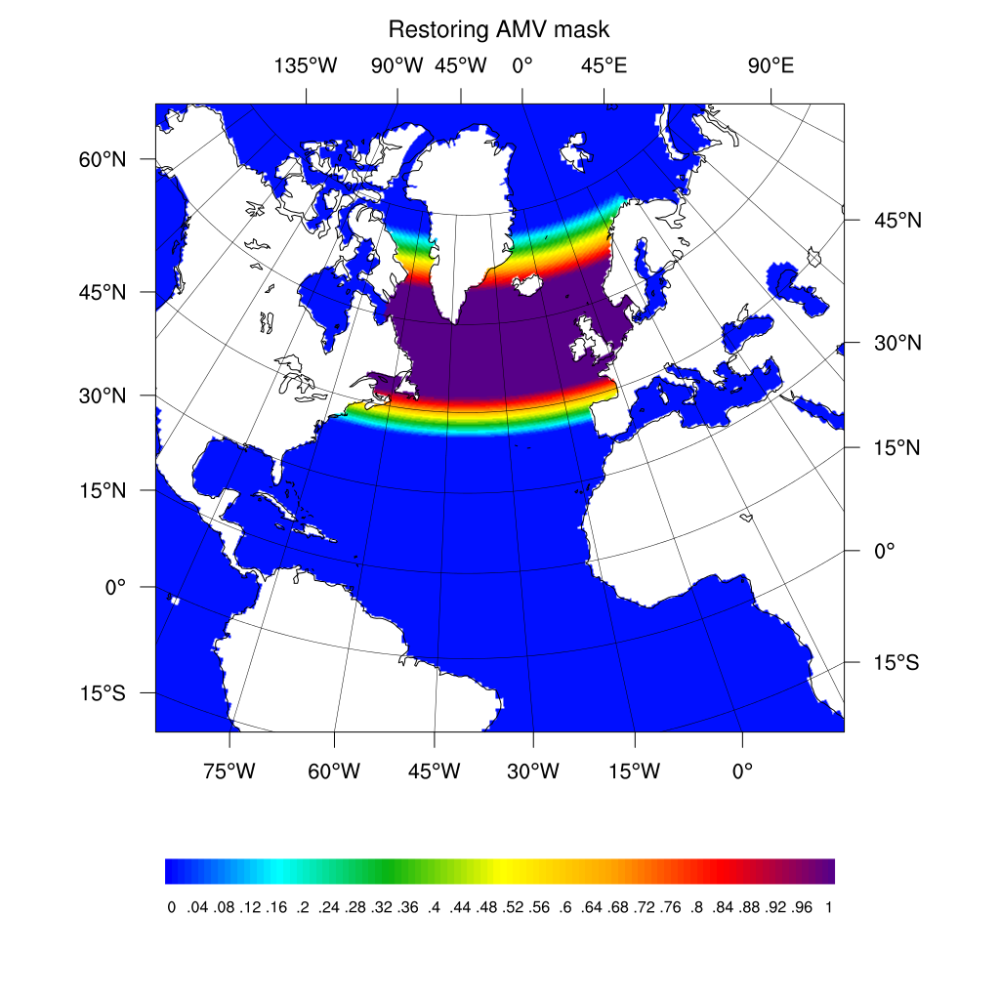 Restoring AMV mask
135°W 90°W 45°W 0° 45°E 90°E
60°N
45°N
45°N
30°N
30°N
15°N
15°N
0°
0°
15°S
15°S
75°W 60°W 45°W 30°W 15°W 0°
0 .04 .08 .12 .16 .2 .24 .28 .32 .36 .4 .44 .48 .52 .56 .6 .64 .68 .72 .76 .8 .84 .88 .92 .96 1